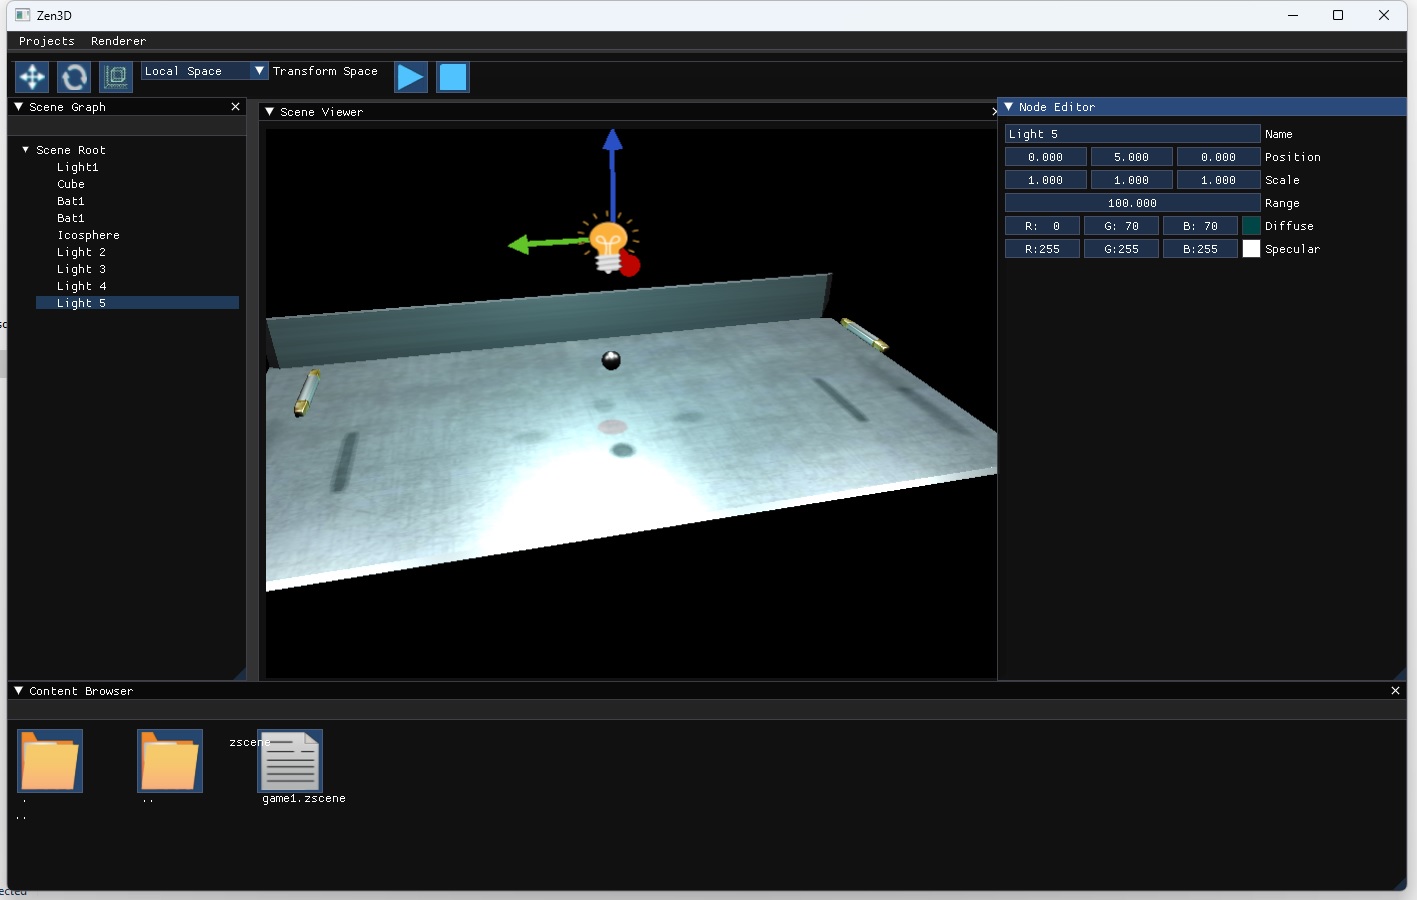 Zen3D
Projects Renderer
Local Space Transform Space
Scene Graph
Scene Root
Light1
Cube
Bat1
Bat1
Icosphere
Light 2
Light 3
Light 4
Light 5
Scene Viewer
Node Editor
Light 5 Name
0.000 5.000 0.000 Position
1.000 1.000 1.000 Scale
100.000 Range
R: 0 G: 70 B: 70 Diffuse
R:255 G:255 B:255 Specular
Content Browser
.
..
..
zscene
game1.zscene
ected